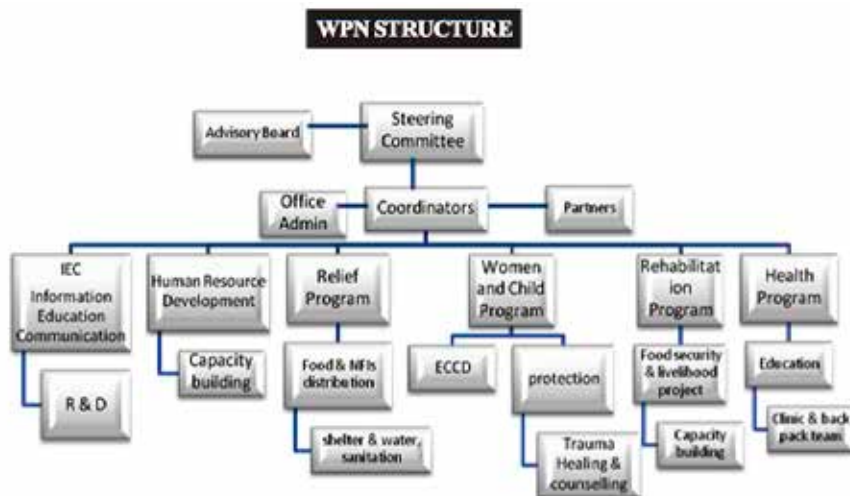 WPN STRUCTURE
Steering
Committee
Advisory Board
Office
Admin
Coordinators
Partners
IEC
Information
Education
Communication
Human Resource
Development
Relief
Program
Women
and Child
Program
Rehabilitat
ion
Program
Health
Program
R & D
Capacity
building
Food & NFIs
distribution
shelter & water,
sanitation
ECCD
protection
Trauma
Healing &
counselling
Food security
& livelihood
project
Capacity
building
Education
Clinic & back
pack team